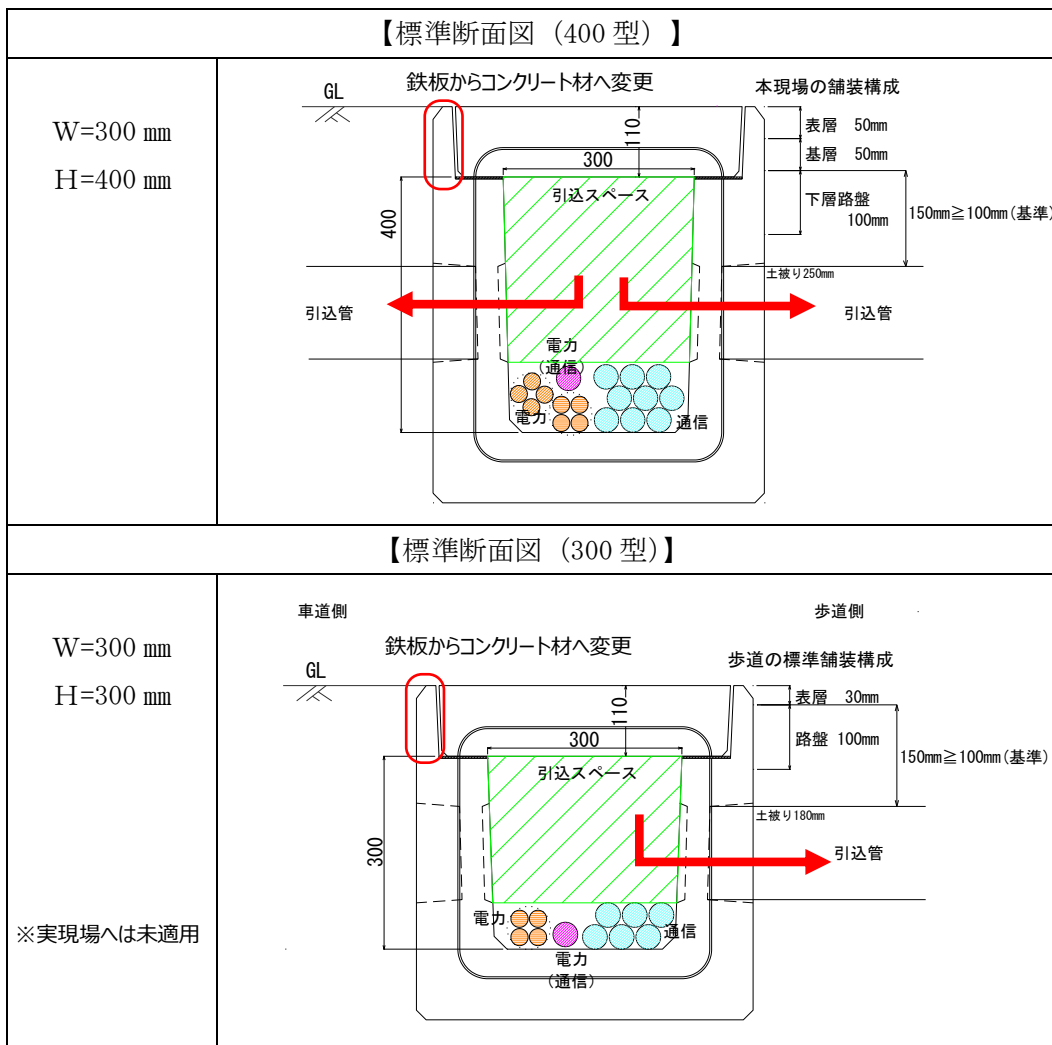 【標準断面図（400 型）】
W=300 ㎜
H=400 ㎜
鉄板からコンクリート材へ変更
GL
110
300
引込スペース
400
引込管
引込管
電力
(通信)
電力
通信
本現場の舗装構成
表層 50mm
基層 50mm
下層路盤
100mm
150mm≧100mm(基準)
土被り250mm
【標準断面図（300 型）】
W=300 ㎜
H=300 ㎜
※実現場へは未適用
車道側
歩道側
鉄板からコンクリート材へ変更
GL
110
300
引込スペース
300
電力
電力
(通信)
通信
歩道の標準舗装構成
表層 30mm
路盤 100mm
150mm≧100mm(基準)
土被り180mm
引込管